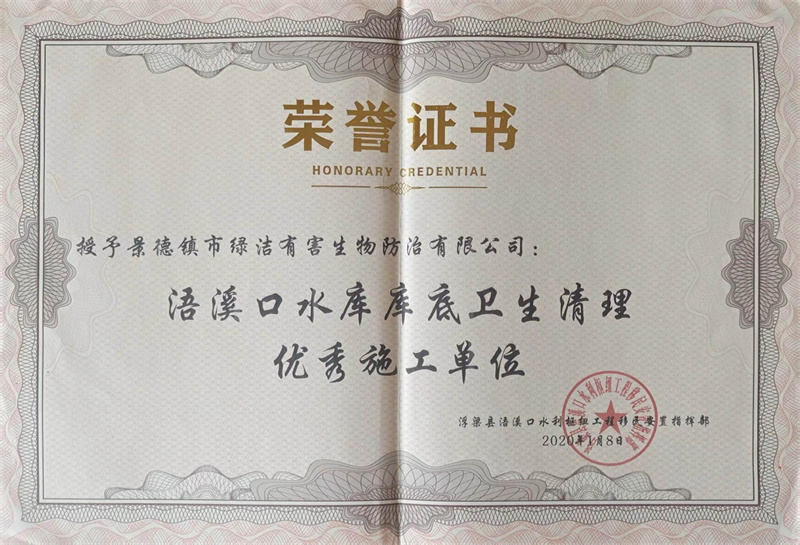 荣誉证书
HONORARY CREDENTIAL
授予景德镇市绿洁有害生物防治有限公司：
浯溪口水库库底卫生清理
优秀施工单位
浮梁县浯溪口水利枢纽工程移民安置指挥部
2020年1月8日